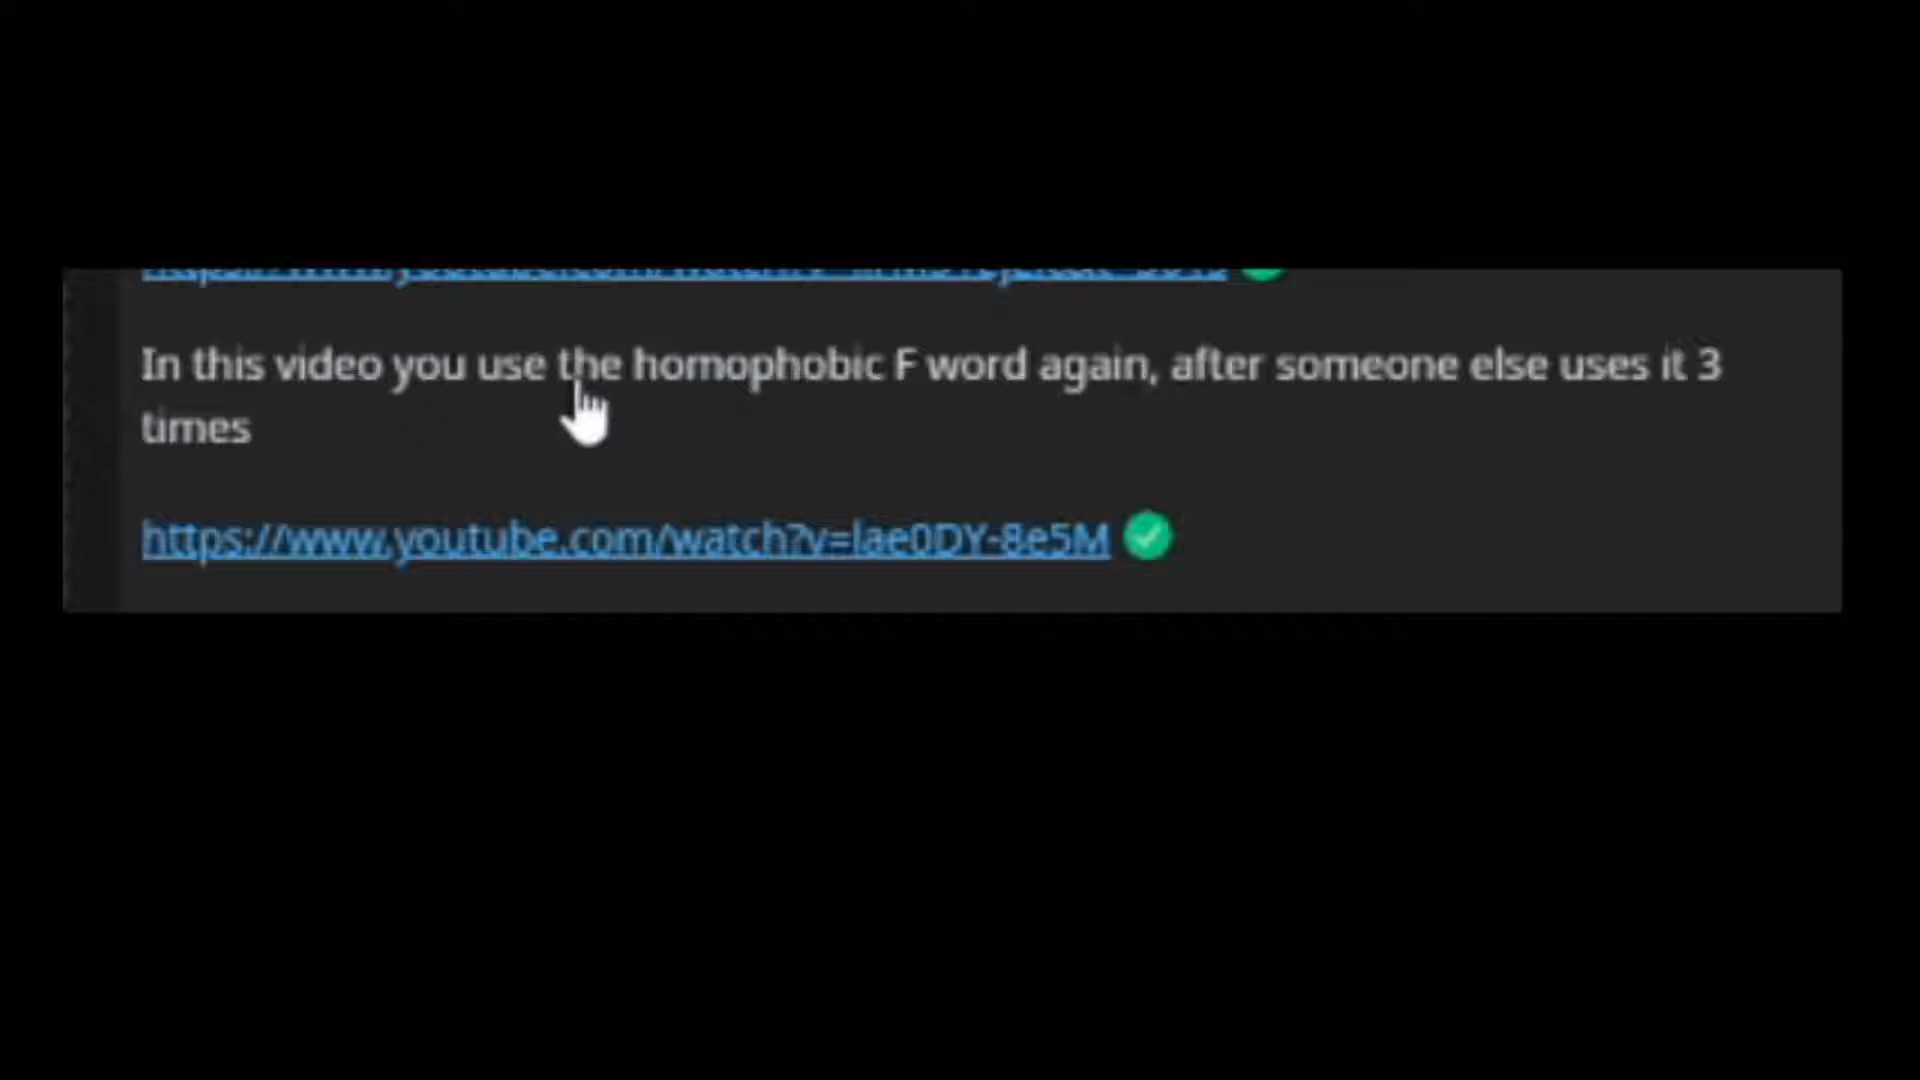 In this video you use the homophobic F word again, after someone else uses it 3
times
https://www.youtube.com/watch?v=lae0DY-8e5M